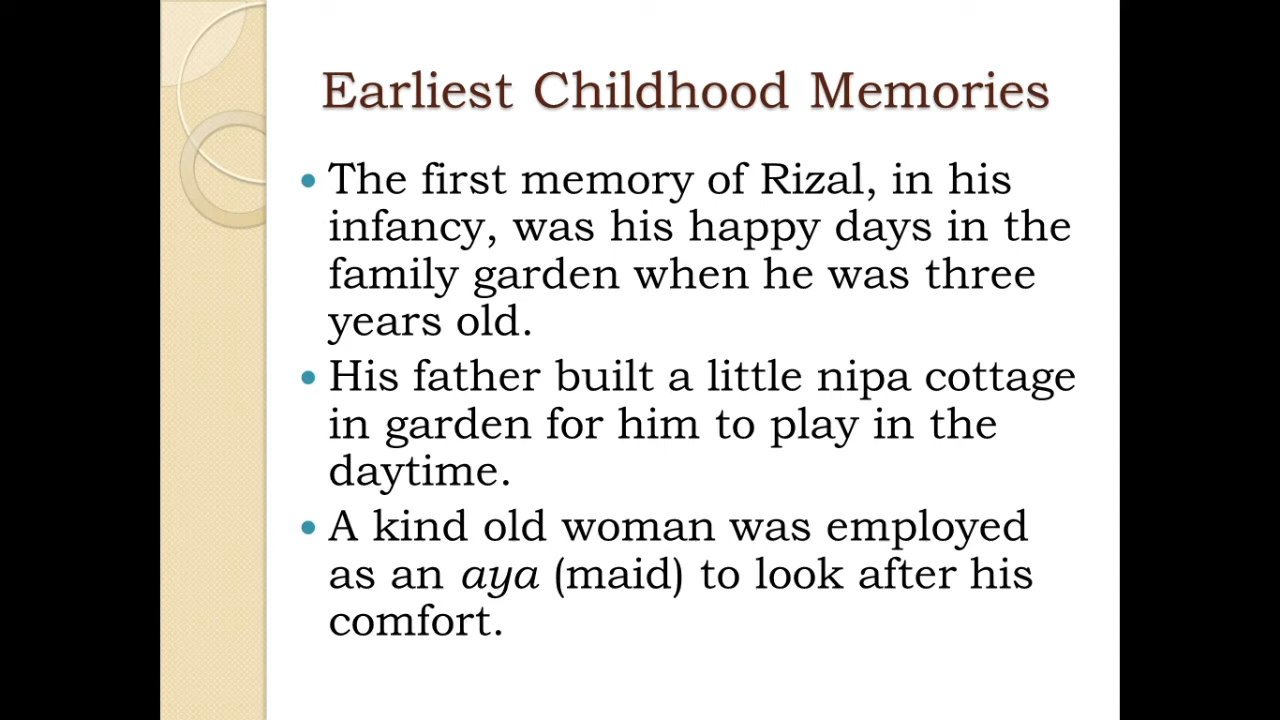 Earliest Childhood Memories
• The first memory of Rizal, in his
infancy, was his happy days in the
family garden when he was three
years old.
• His father built a little nipa cottage
in garden for him to play in the
daytime.
• A kind old woman was employed
as an aya (maid) to look after his
comfort.